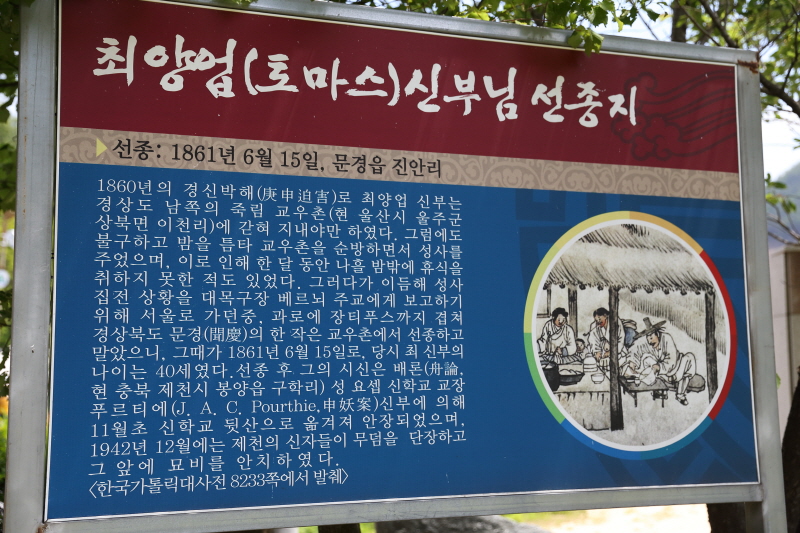 최양업(토마스)신부님 선종지
선종: 1861년 6월 15일, 문경읍 진안리
1860년의 경신박해(庚申迫害)로 최양업 신부는
경상도 남쪽의 죽림 교우촌(현 울산시 울주군
상북면 이천리)에 갇혀 지내야만 하였다. 그럼에도
불구하고 밤을 틈타 교우촌을 순방하면서 성사를
주었으며, 이로 인해 한 달 동안 나흘 밤밖에 휴식을
취하지 못한 적도 있었다. 그러다가 이듬해 성사
집전 상황을 대목구장 베르뇌 주교에게 보고하기
위해 서울로 가던중, 과로에 장티푸스까지 겹쳐
경상북도 문경(聞慶)의 한 작은 교우촌에서 선종하고
말았으니, 그때가 1861년 6월 15일로, 당시 최 신부의
나이는 40세였다. 선종 후 그의 시신은 배론(舟論,
현 충북 제천시 봉양읍 구학리) 성 요셉 신학교 교장
푸르티에(J. A. C. Pourthie,申妖案)신부에 의해
11월초 신학교 뒷산으로 옮겨져 안장되었으며,
1942년 12월에는 제천의 신자들이 무덤을 단장하고
그 앞에 묘비를 안치하였다.
〈한국가톨릭대사전 8233쪽에서 발췌〉